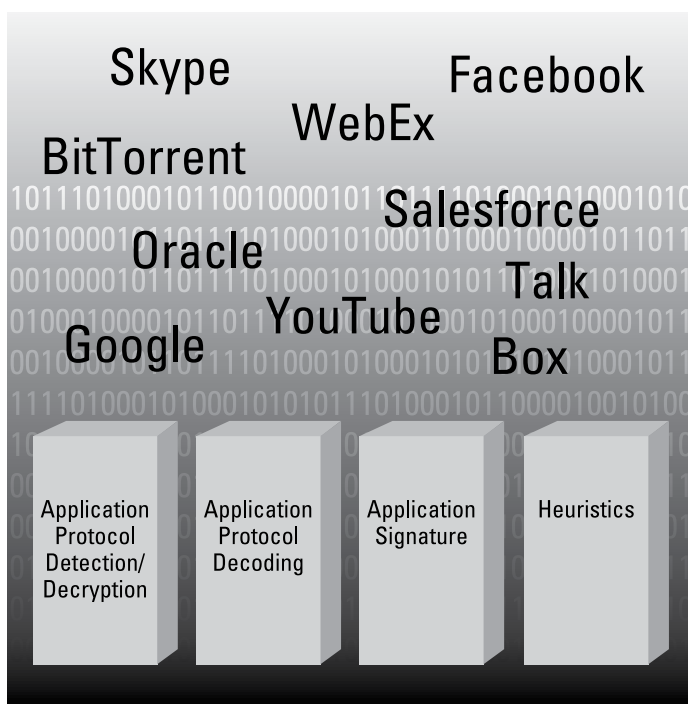 Skype
Facebook
WebEx
BitTorrent
Salesforce
Oracle
Talk
YouTube
Google
Box
Application
Protocol
Detection/
Decryption
Application
Protocol
Decoding
Application
Signature
Heuristics